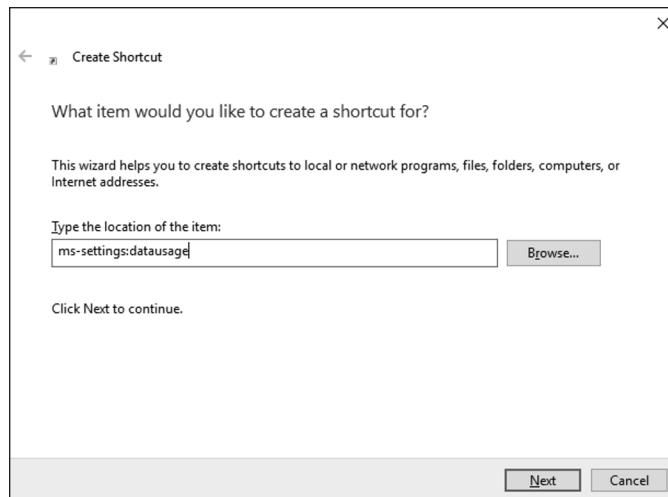 Create Shortcut
What item would you like to create a shortcut for?
This wizard helps you to create shortcuts to local or network programs, files, folders, computers, or
Internet addresses.
Type the location of the item:
ms-settings:datausage
Browse...
Click Next to continue.
Next
Cancel